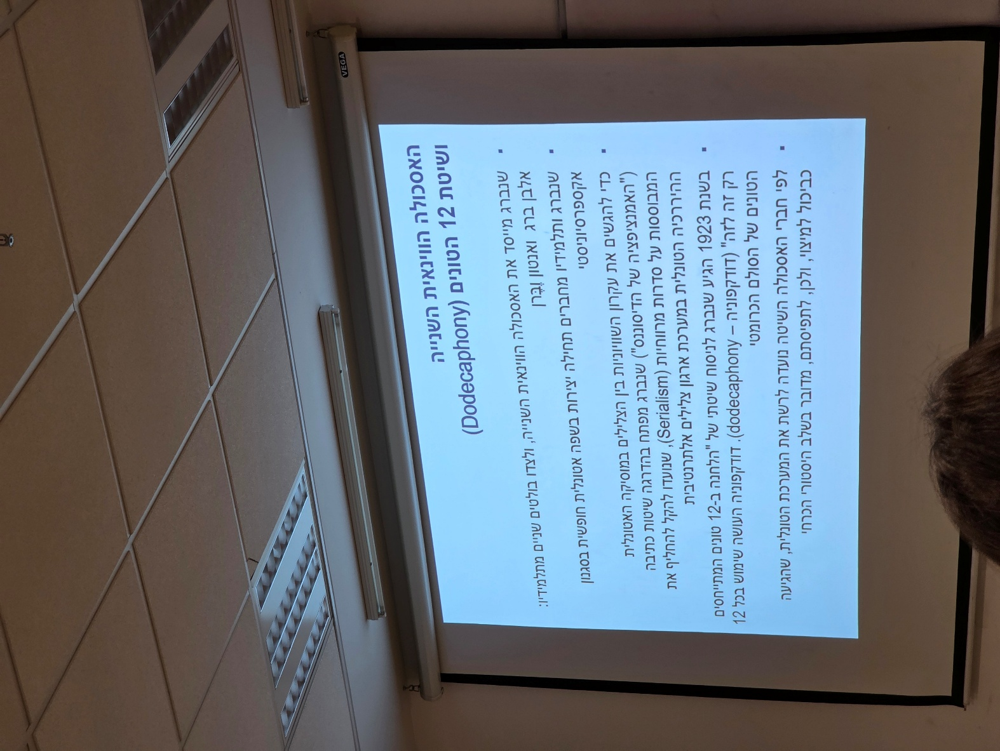 VEGA
האסכולה הווינאית השנייה
ושיטת 12 הטונים (Dodecaphony)
▪ שנברג מייסד את האסכולה הווינאית השנייה, ולצדו בולטים שניים מתלמידיו:
אלבן ברג ואנטון וֶבֶּרן
▪ שנברג ותלמידיו מחברים תחילה יצירות בשפה אטונלית חופשית בסגנון
אקספרסיוניסטי
▪ כדי להגשים את עקרון השוויוניות בין הצלילים במוסיקה האטונלית
("האמנציפציה של הדיסוננס") שנברג מפתח בהדרגה שיטות כתיבה
המבוססות על סדרות מרווחיות (Serialism), שנועדו להקל להחליף את
ההיררכיה הטונלית במערכת ארגון צלילים אלתרנטיבית
▪ בשנת 1923 הגיע שנברג לניסוח שיטתי של "הלחנה ב-12 טונים המתייחסים
רק זה לזה" (דודקפוניה – dodecaphony). דודקפוניה העושה שימוש בכל 12
הטונים של הסולם הכרומטי
▪ לפי חברי האסכולה השיטה נועדה לרשת את המערכת הטונלית, שהגיעה
כביכול למיצוי, ולכן, לתפיסתם, מדובר בשלב היסטורי הכרחי